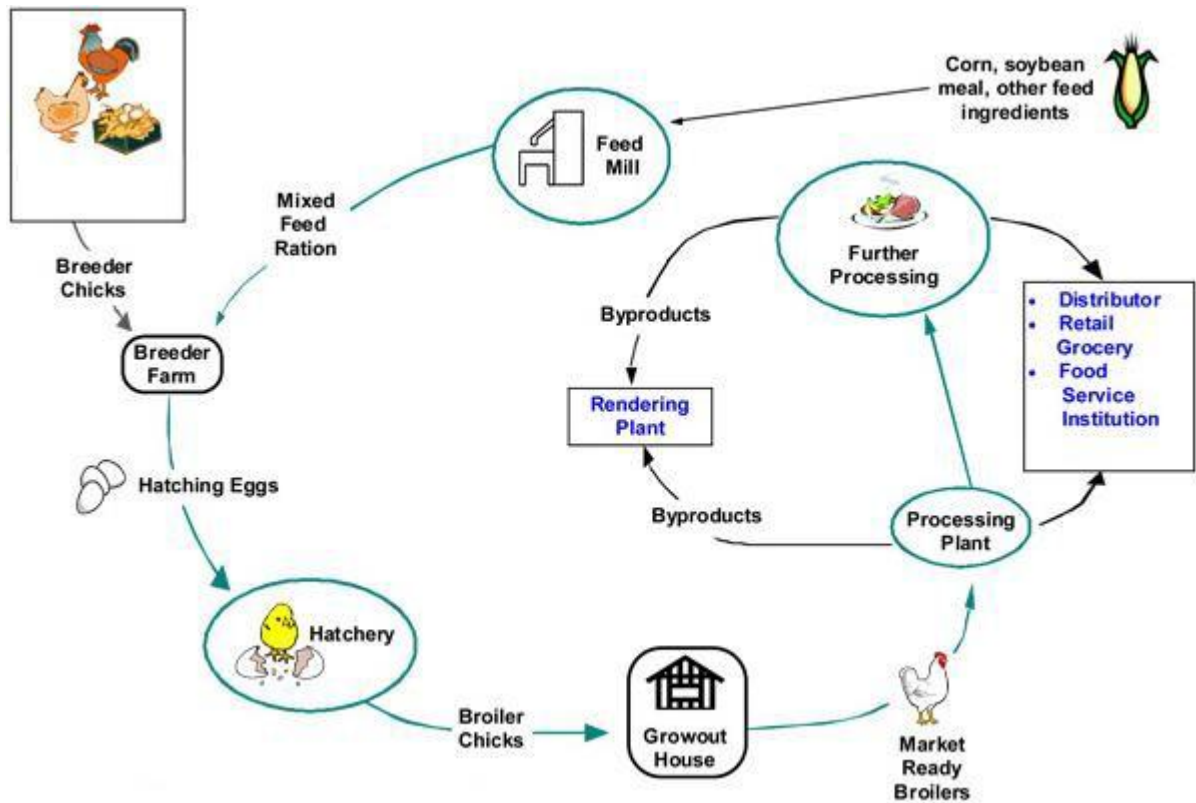 Corn, soybean
meal, other feed
ingredients
Feed
Mill
Mixed
Feed
Ration
Breeder
Chicks
Breeder
Farm
Hatching Eggs
Hatchery
Broiler
Chicks
Growout
House
Market
Ready
Broilers
Processing
Plant
Byproducts
Rendering
Plant
Byproducts
Further
Processing
• Distributor
• Retail
Grocery
• Food
Service
Institution